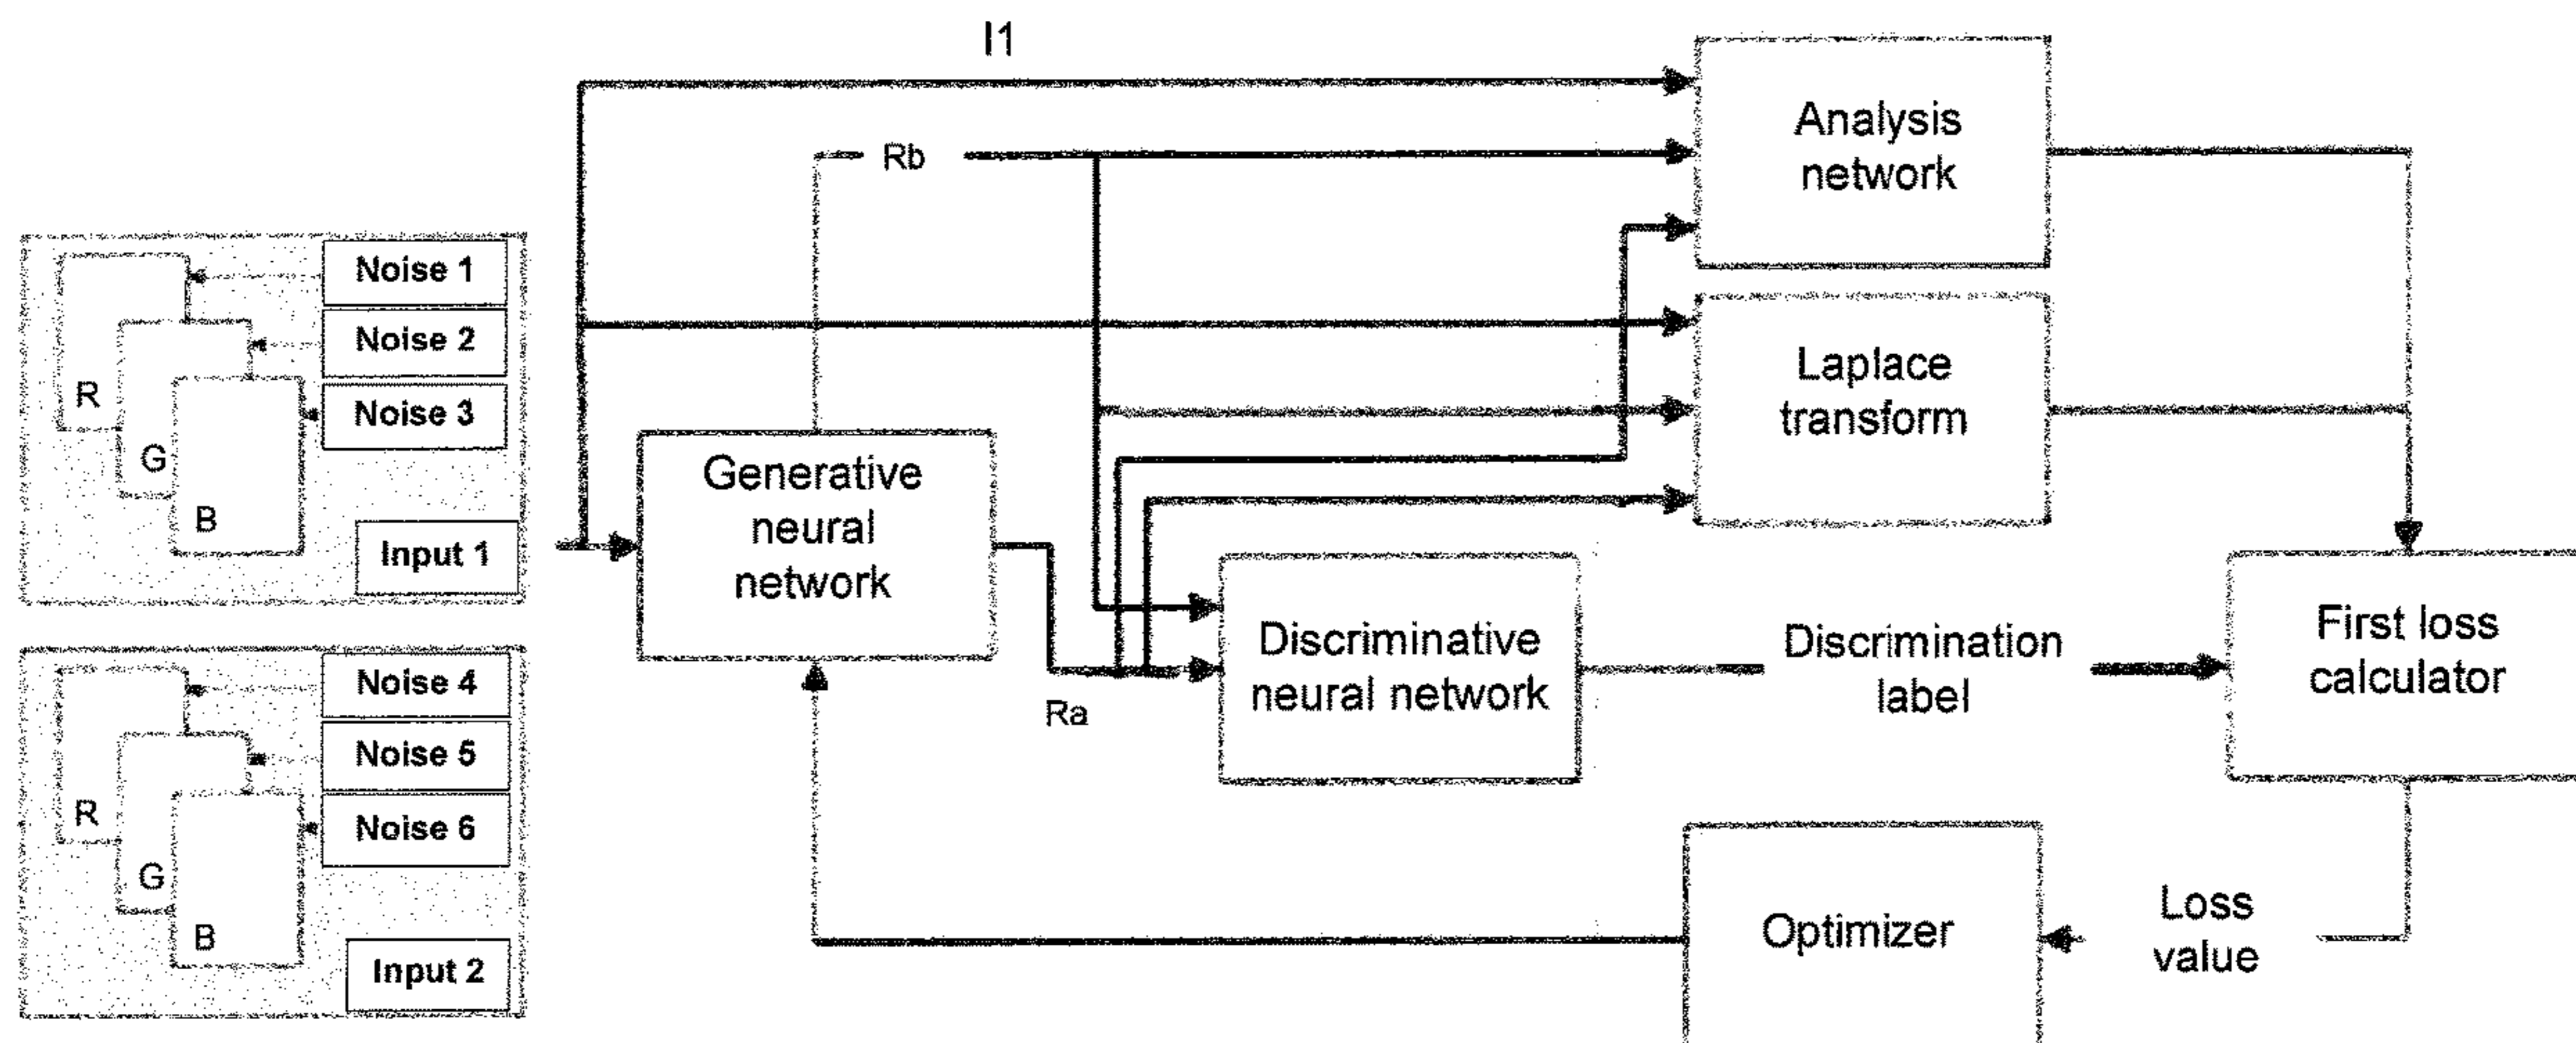 I1
Rb
Analysis
network
Noise 1
Noise 2
Noise 3
R
G
B
Input 1
Laplace
transform
Generative
neural
network
Ra
Discriminative
neural network
Discrimination
label
First loss
calculator
Noise 4
Noise 5
Noise 6
R
G
B
Input 2
Optimizer
Loss
value